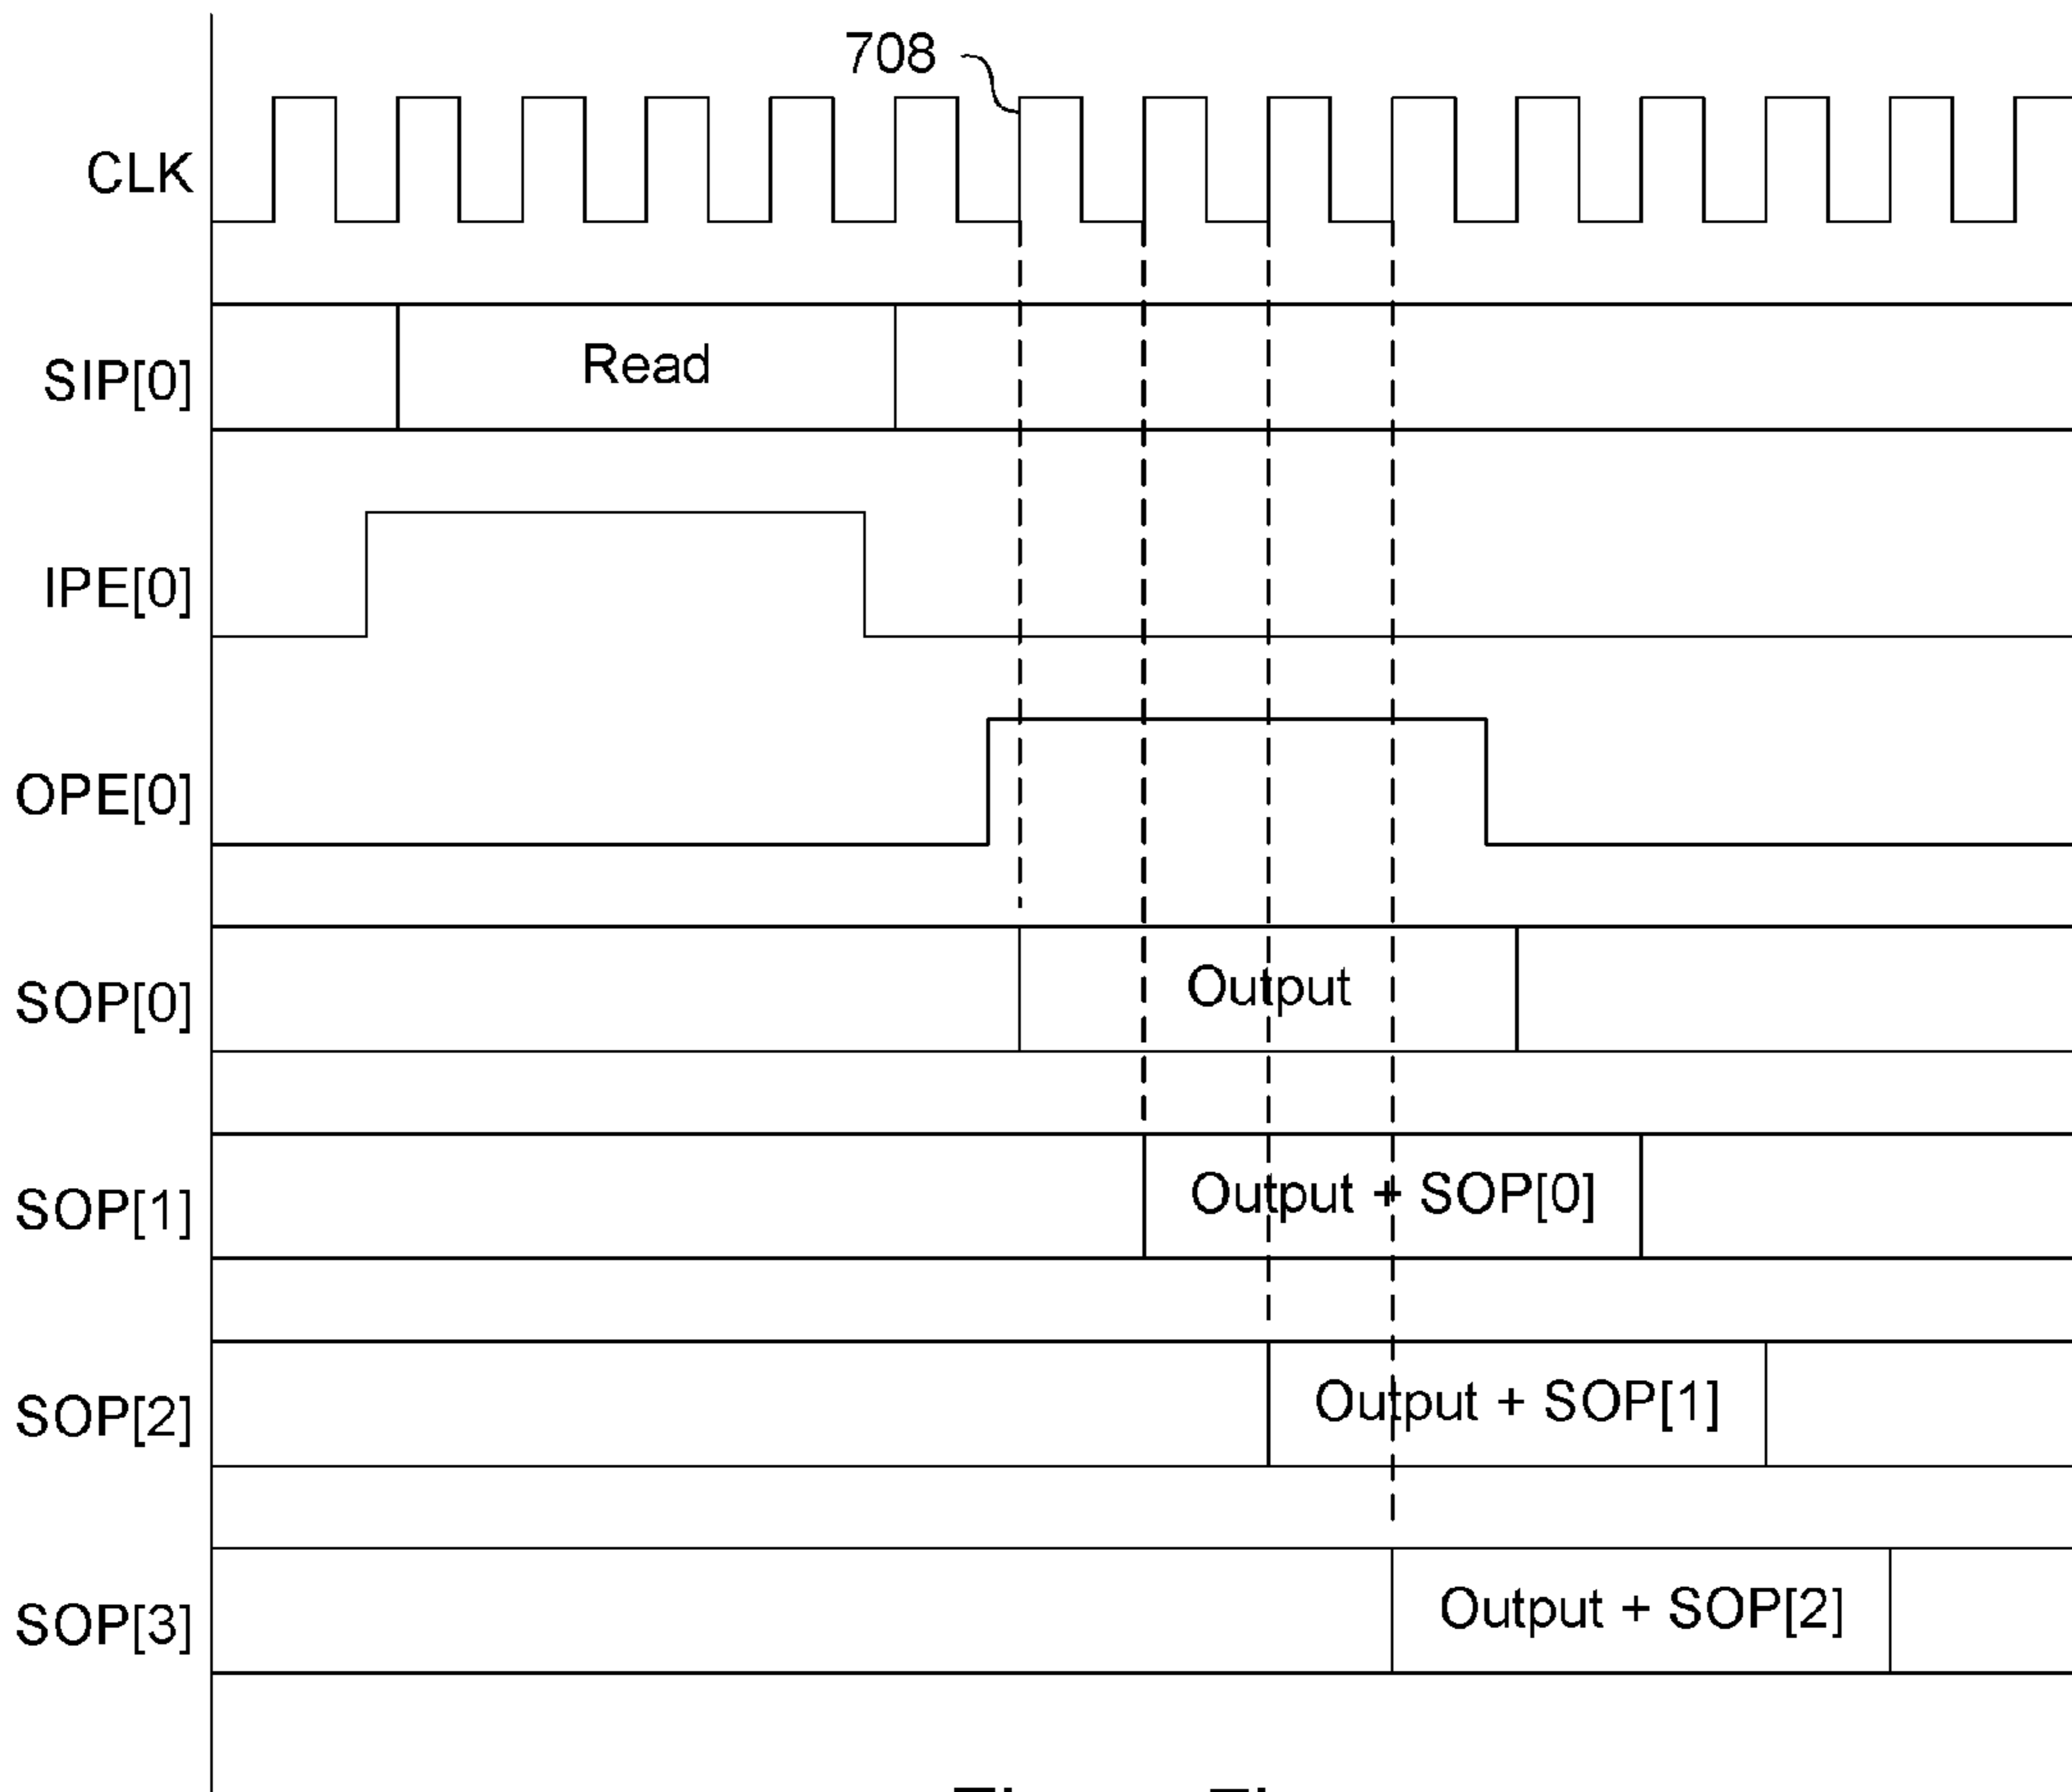 708
CLK
SIP[0]
Read
IPE[0]
OPE[0]
SOP[0]
Output
SOP[1]
Output + SOP[0]
SOP[2]
Output + SOP[1]
SOP[3]
Output + SOP[2]